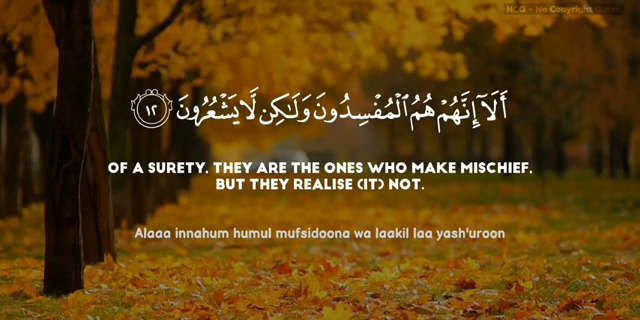 NCQ - No Copyright Quran
أَلَآ إِنَّهُمْ هُمُ ٱلْمُفْسِدُونَ وَلَـٰكِن لَّا يَشْعُرُونَ ١٢
OF A SURETY, THEY ARE THE ONES WHO MAKE MISCHIEF,
BUT THEY REALISE (IT) NOT.
Alaaa innahum humul mufsidoona wa laakil laa yash'uroon